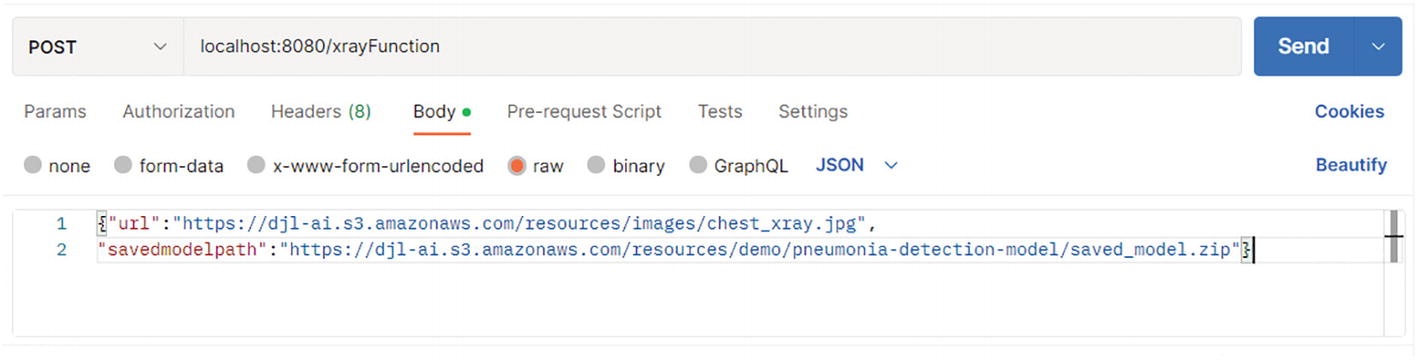 POST localhost:8080/xrayFunction Send
Params Authorization Headers (8) Body Pre-request Script Tests Settings Cookies
none form-data x-www-form-urlencoded raw binary GraphQL JSON Beautify
1 {"url":"https://djl-ai.s3.amazonaws.com/resources/images/chest_xray.jpg",
2 "savedmodelpath":"https://djl-ai.s3.amazonaws.com/resources/demo/pneumonia-detection-model/saved_model.zip"}